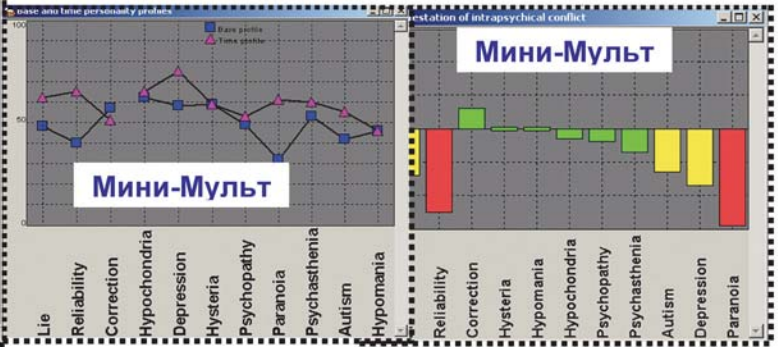 Base and time personality profiles
Base profile
Time profile
100
50
0
Мини-Мульт
Lie
Reliability
Correction
Hypochondria
Depression
Hysteria
Psychopathy
Paranoia
Psychasthenia
Autism
Hypomania
estation of intrapsychical conflict
Мини-Мульт
Reliability
Correction
Hysteria
Hypomania
Hypochondria
Psychopathy
Psychasthenia
Autism
Depression
Paranoia